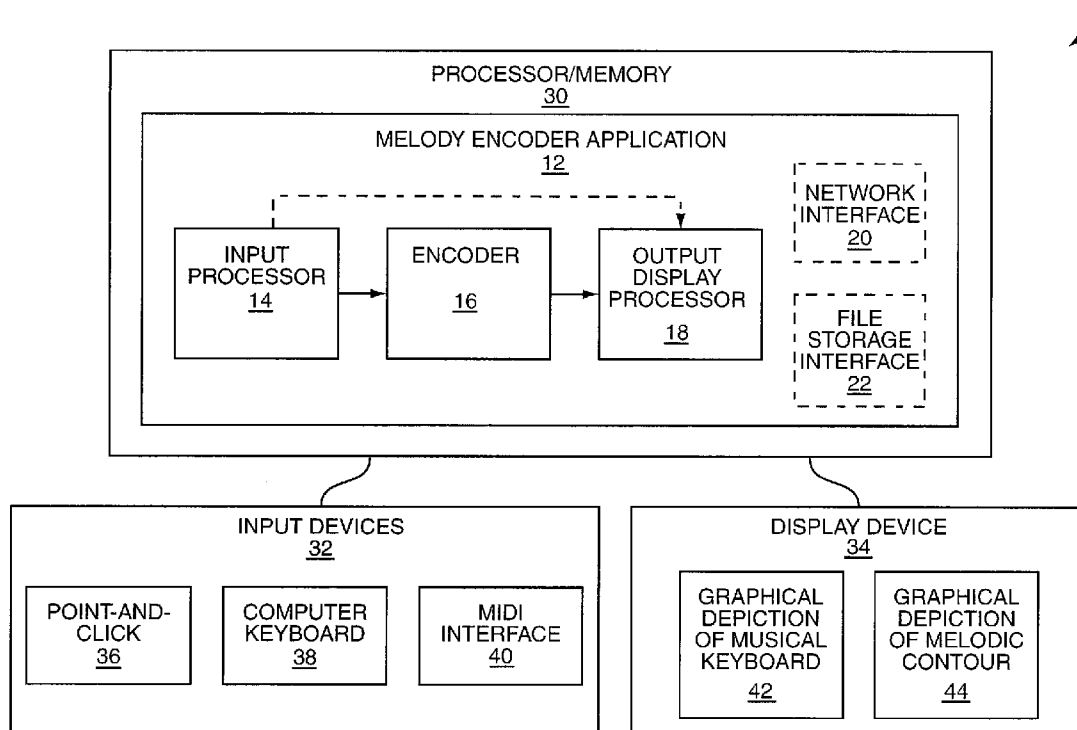 PROCESSOR/MEMORY
30
MELODY ENCODER APPLICATION
12
INPUT
PROCESSOR
14
ENCODER
16
OUTPUT
DISPLAY
PROCESSOR
18
NETWORK
INTERFACE
20
FILE
STORAGE
INTERFACE
22
INPUT DEVICES
32
POINT-AND-
CLICK
36
COMPUTER
KEYBOARD
38
MIDI
INTERFACE
40
DISPLAY DEVICE
34
GRAPHICAL
DEPICTION
OF MUSICAL
KEYBOARD
42
GRAPHICAL
DEPICTION
OF MELODIC
CONTOUR
44